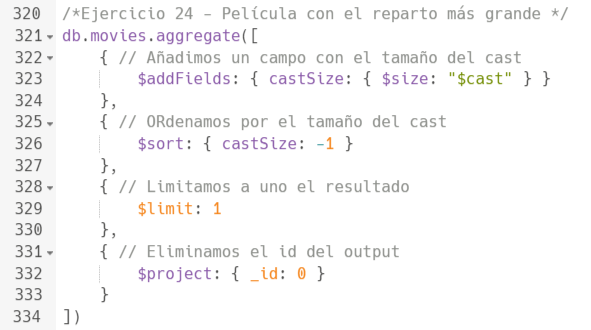 320 /*Ejercicio 24 – Película con el reparto más grande */
321 db.movies.aggregate([
322 { // Añadimos un campo con el tamaño del cast
323 $addFields: { castSize: { $size: "$cast" } }
324 },
325 { // ORdenamos por el tamaño del cast
326 $sort: { castSize: -1 }
327 },
328 { // Limitamos a uno el resultado
329 $limit: 1
330 },
331 { // Eliminamos el id del output
332 $project: { _id: 0 }
333 }
334 ])